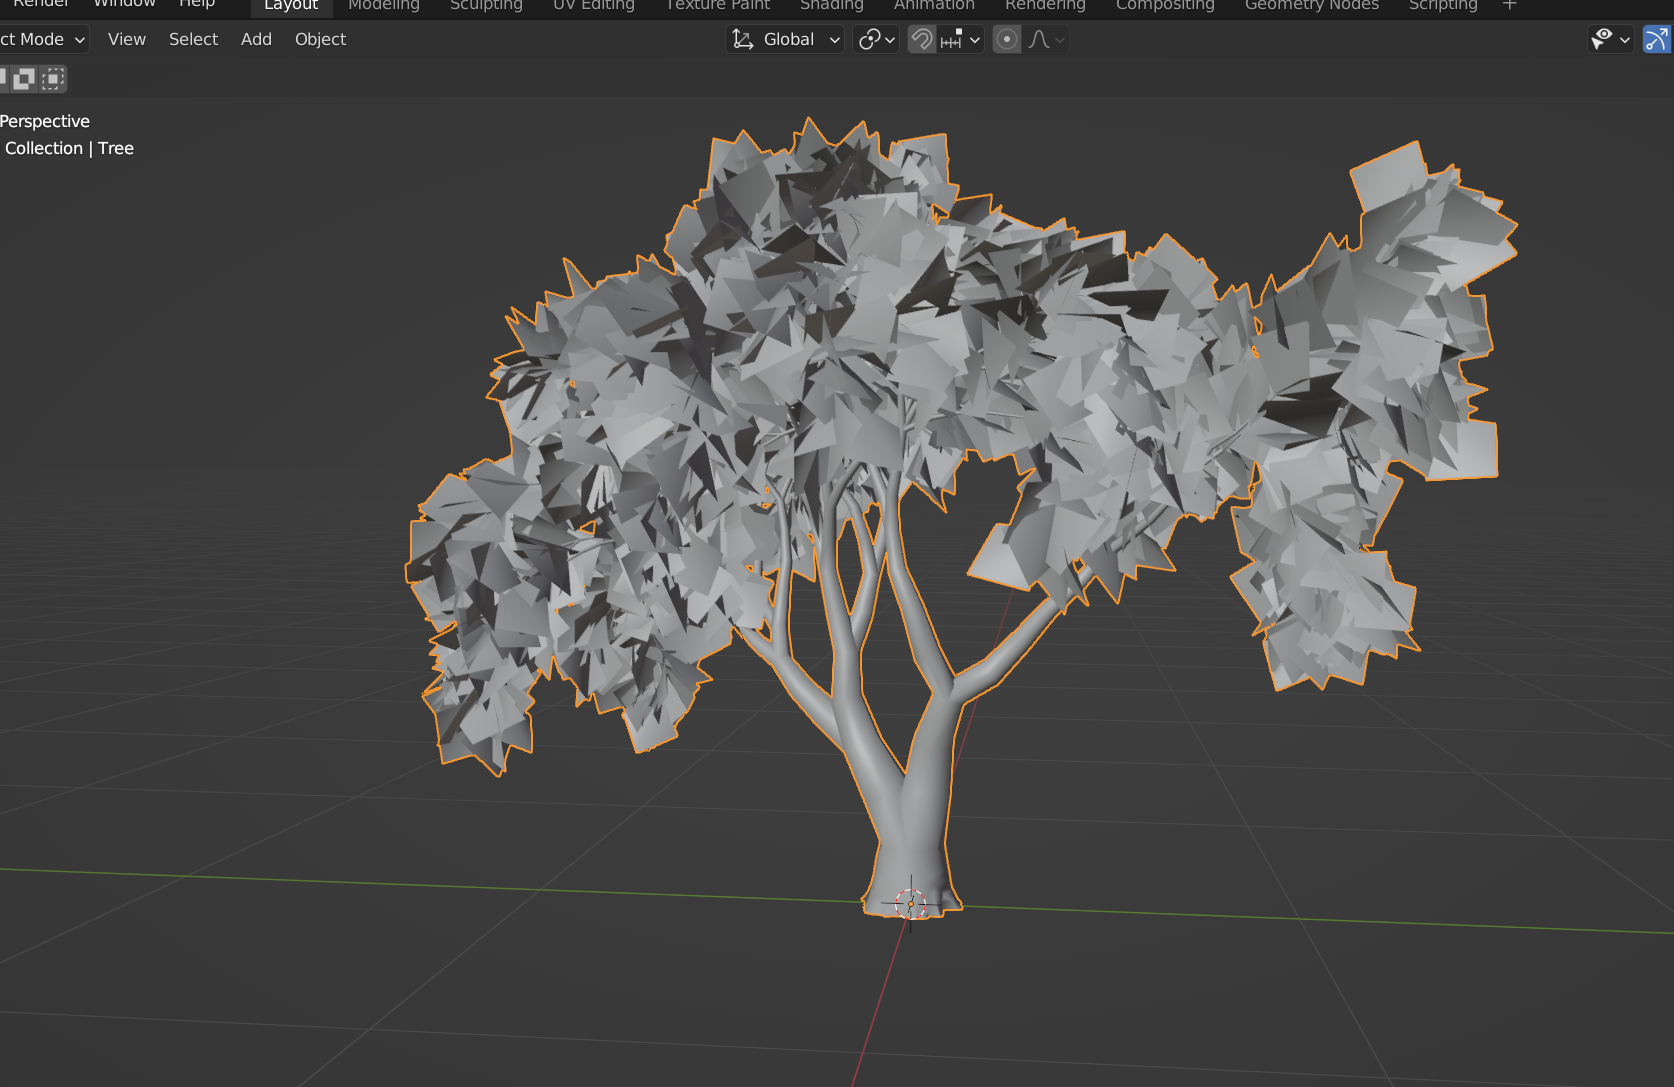 Render Window Help Layout Modeling Sculpting UV Editing Texture Paint Shading Animation Rendering Compositing Geometry Nodes Scripting +
ct Mode View Select Add Object Global
Perspective
Collection | Tree